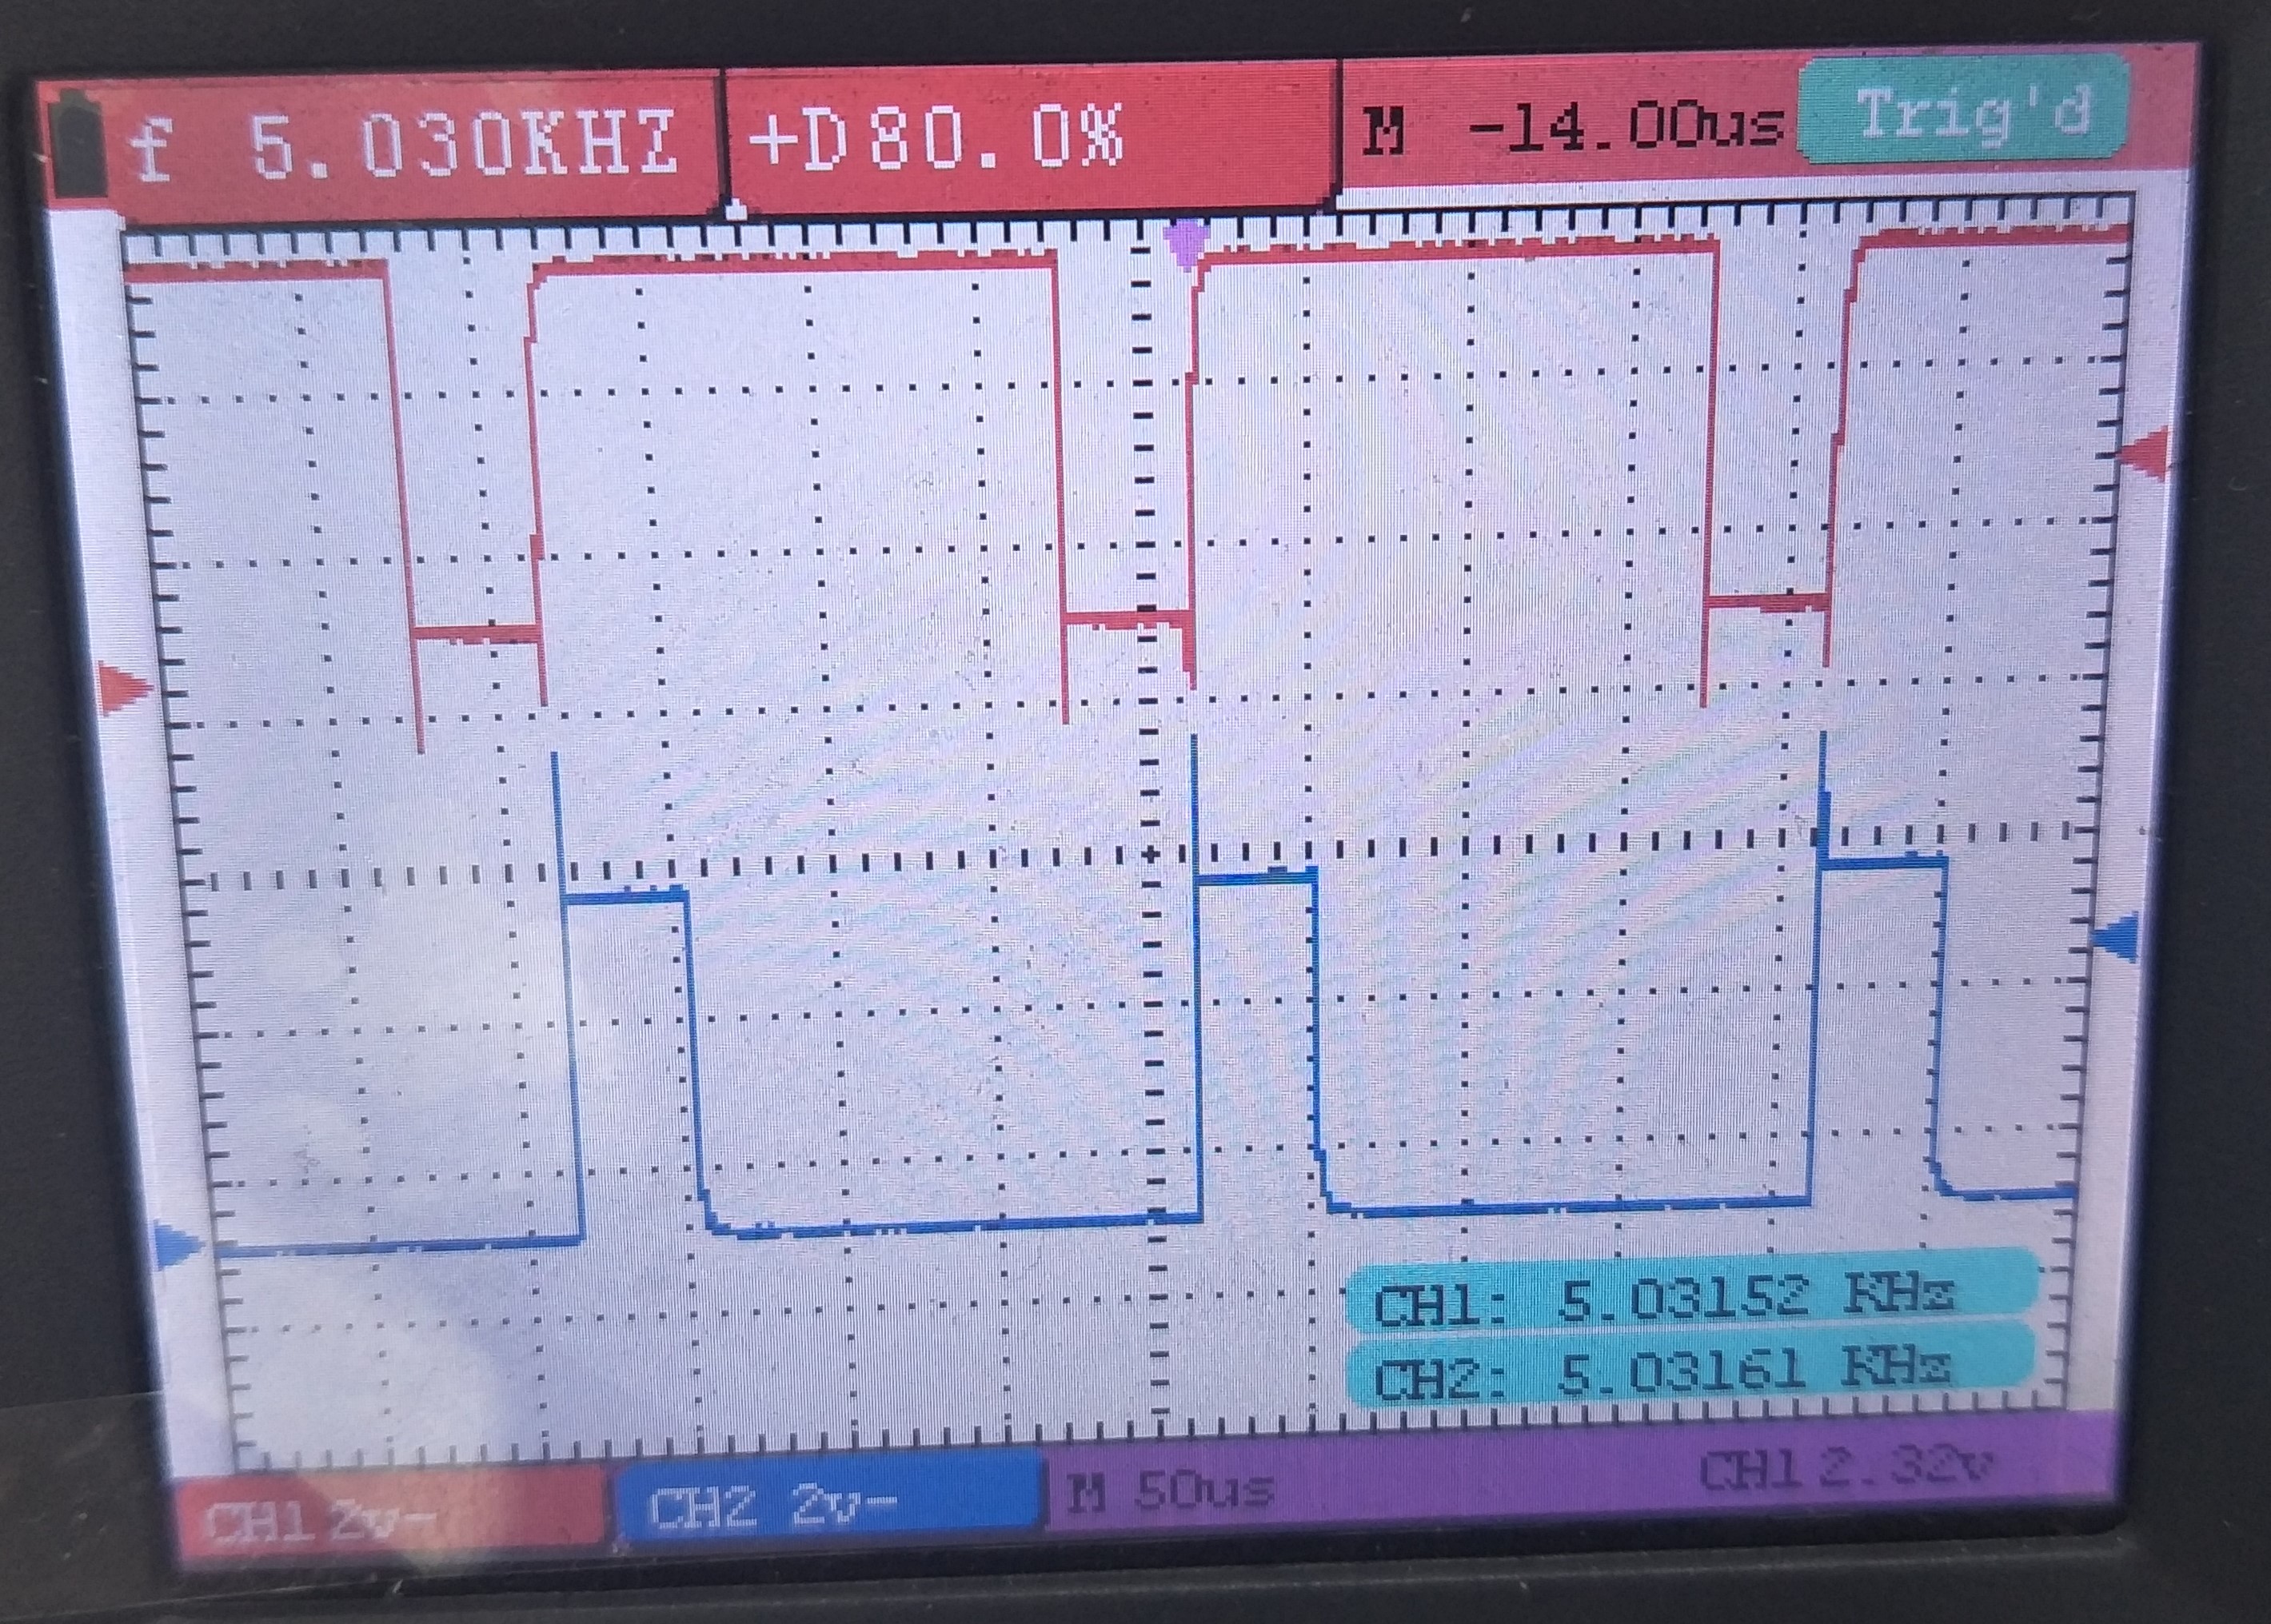 f 5.030KHZ +D80.0% M -14.00us Trig'd
CH1: 5.03152 KHz
CH2: 5.03161 KHz
CH1 2v- CH2 2v- M 50us CH1 2.32v